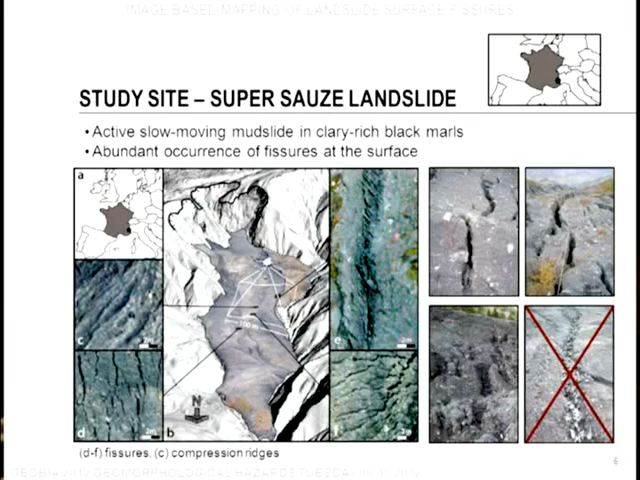 IMAGE BASED MAPPING OF LANDSLIDE SURFACE FISSURES
STUDY SITE – SUPER SAUZE LANDSLIDE
• Active slow-moving mudslide in clary-rich black marls
• Abundant occurrence of fissures at the surface
a
c
e
100 m
N
d
b
f
(d-f) fissures, (c) compression ridges
6